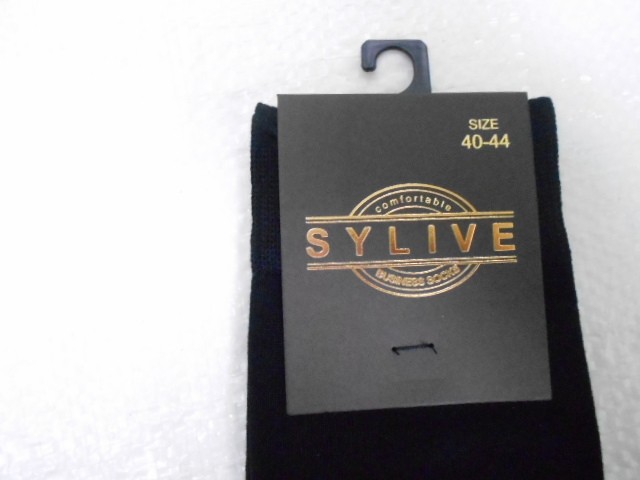 SIZE
40-44
comfortable
SYLIVE
BUSINESS SOCKS